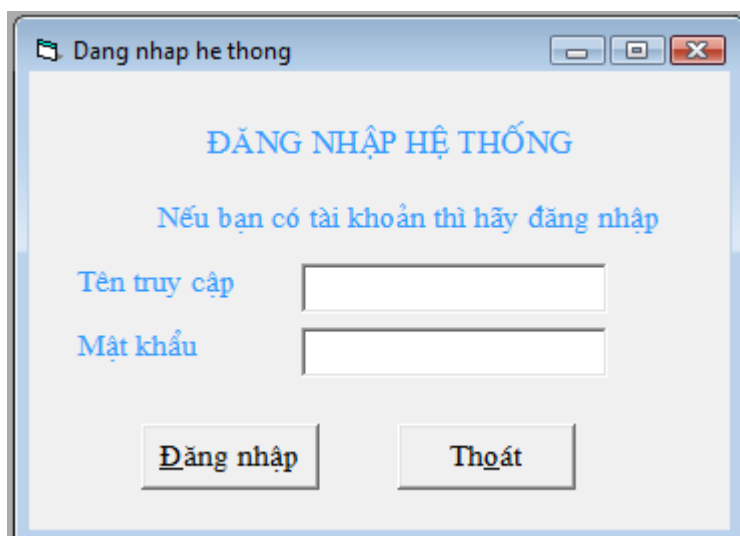 Dang nhap he thong
ĐĂNG NHẬP HỆ THỐNG
Nếu bạn có tài khoản thì hãy đăng nhập
Tên truy cập
Mật khẩu
Đăng nhập Thoát